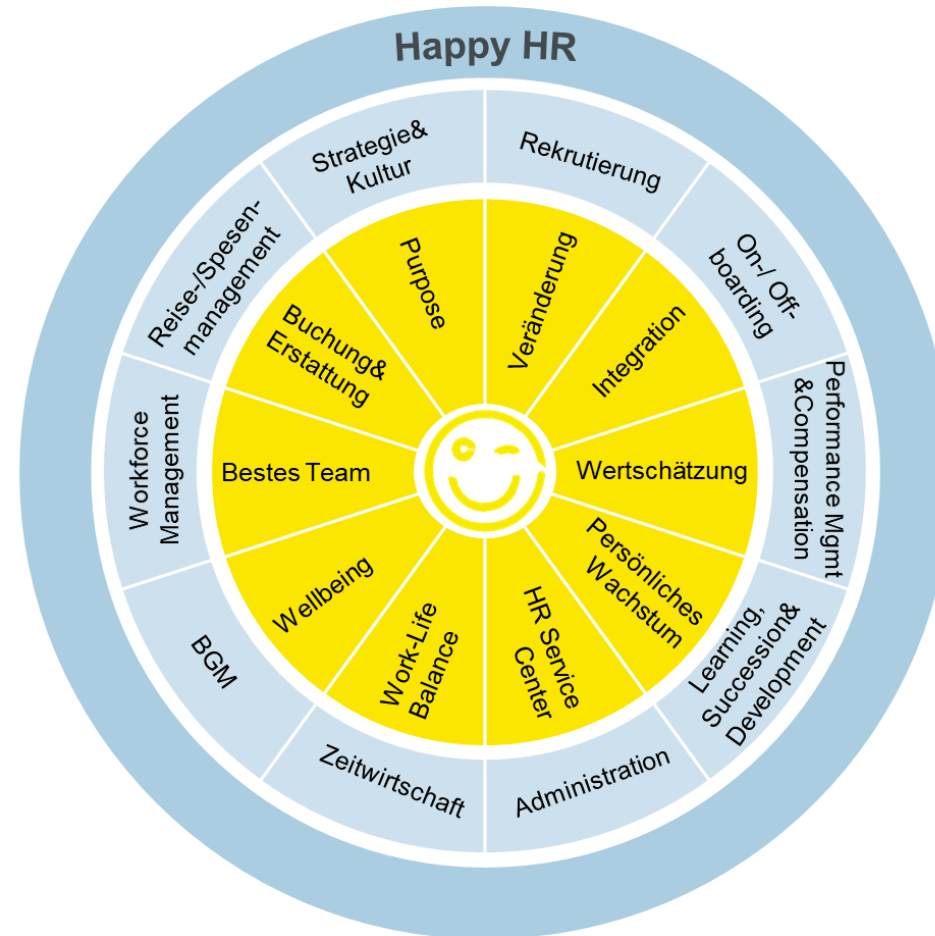 Happy HR
Strategie&
Kultur
Rekrutierung
On-/ Off-
boarding
Performance Mgmt
&Compensation
Learning,
Succession&
Development
Administration
Zeitwirtschaft
BGM
Workforce
Management
Reise-/Spesen-
management
Purpose
Veränderung
Integration
Wertschätzung
Persönliches
Wachstum
HR Service
Center
Work-Life
Balance
Wellbeing
Bestes Team
Buchung&
Erstattung